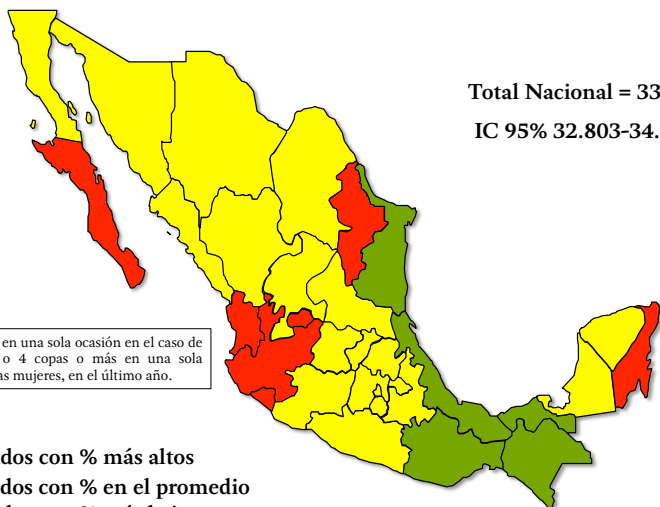 Total Nacional = 33
IC 95% 32.803-34.
en una sola ocasión en el caso de
o 4 copas o más en una sola
as mujeres, en el último año.
dos con % más altos
dos con % en el promedio